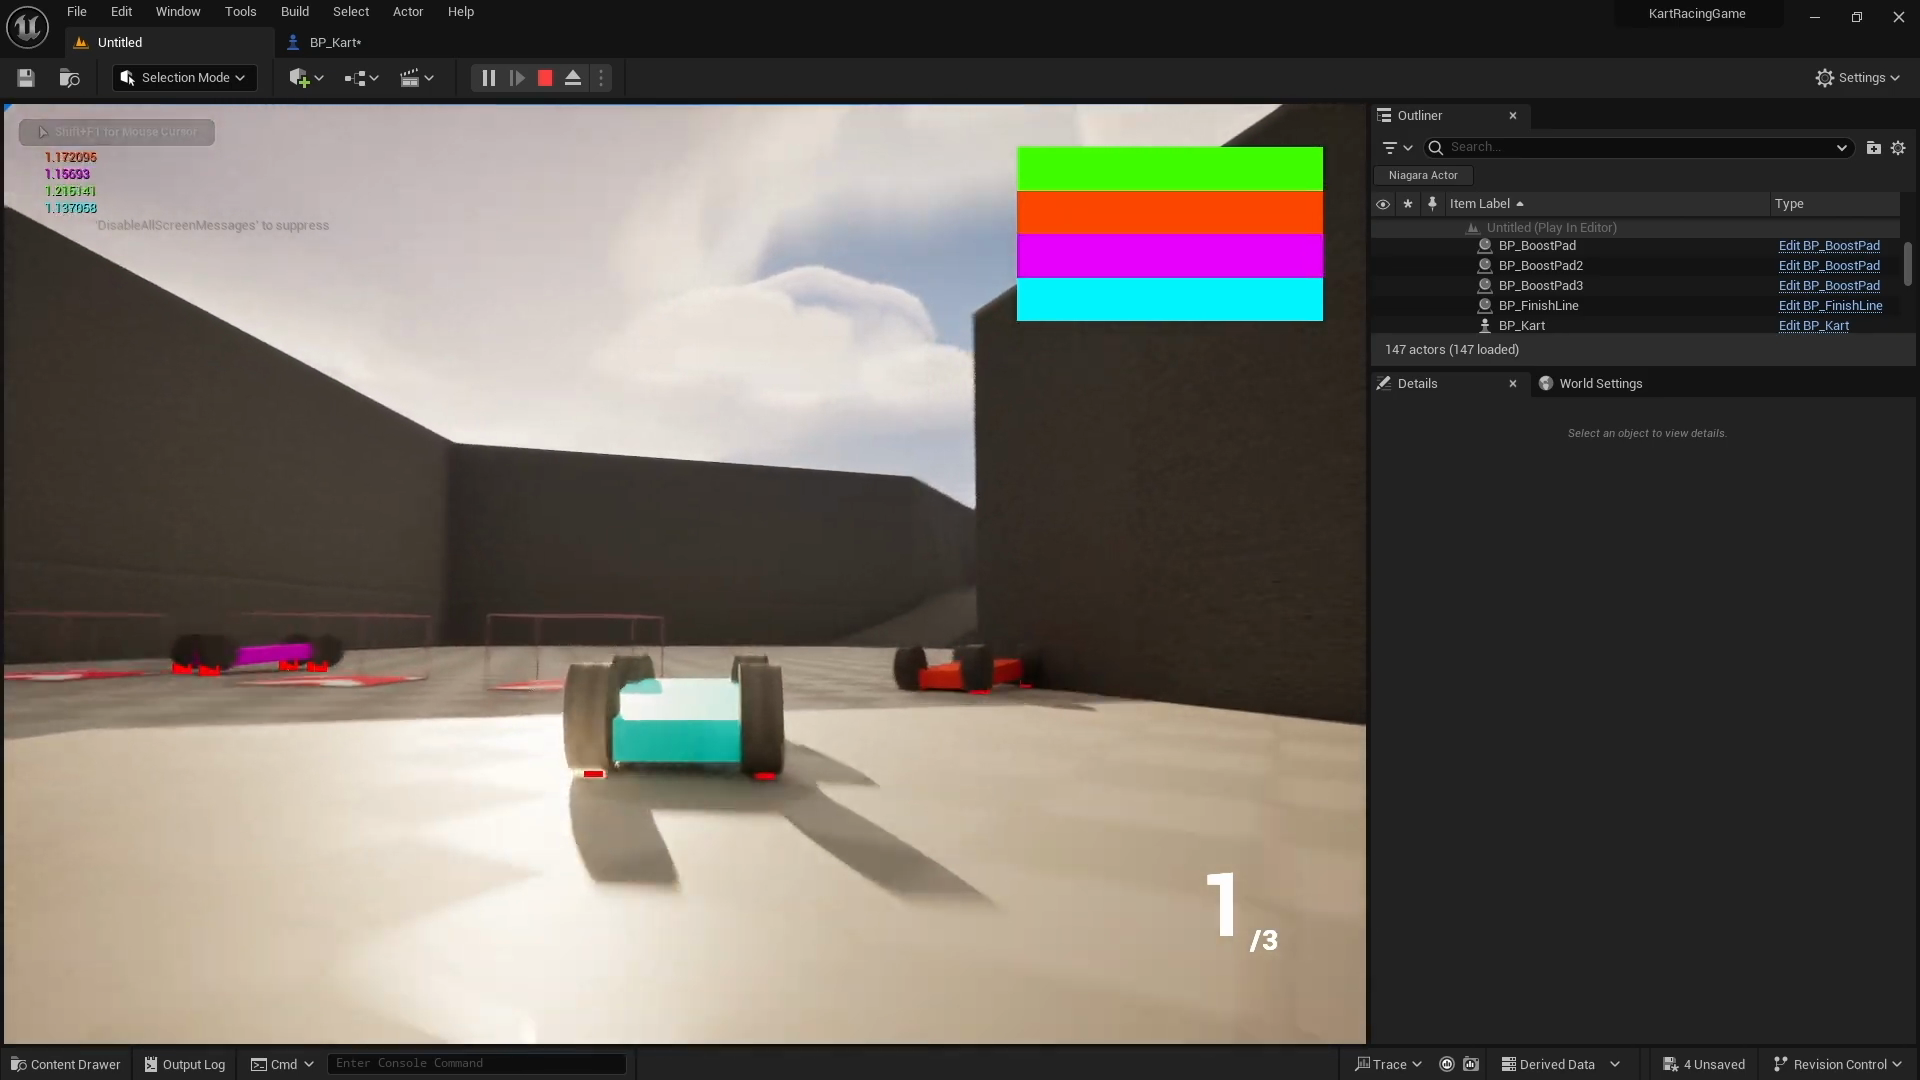 File Edit Window Tools Build Select Actor Help
KartRacingGame
Untitled
BP_Kart*
Selection Mode
Settings
Shift+F1 for Mouse Cursor
1.172095
1.15693
1.215141
1.137068
'DisableAllScreenMessages' to suppress
1/3
Outliner
Search...
Niagara Actor
Item Label
Type
Untitled (Play In Editor)
BP_BoostPad Edit BP_BoostPad
BP_BoostPad2 Edit BP_BoostPad
BP_BoostPad3 Edit BP_BoostPad
BP_FinishLine Edit BP_FinishLine
BP_Kart Edit BP_Kart
147 actors (147 loaded)
Details
World Settings
Select an object to view details.
Content Drawer
Output Log
Cmd
Enter Console Command
Trace
Derived Data
4 Unsaved
Revision Control